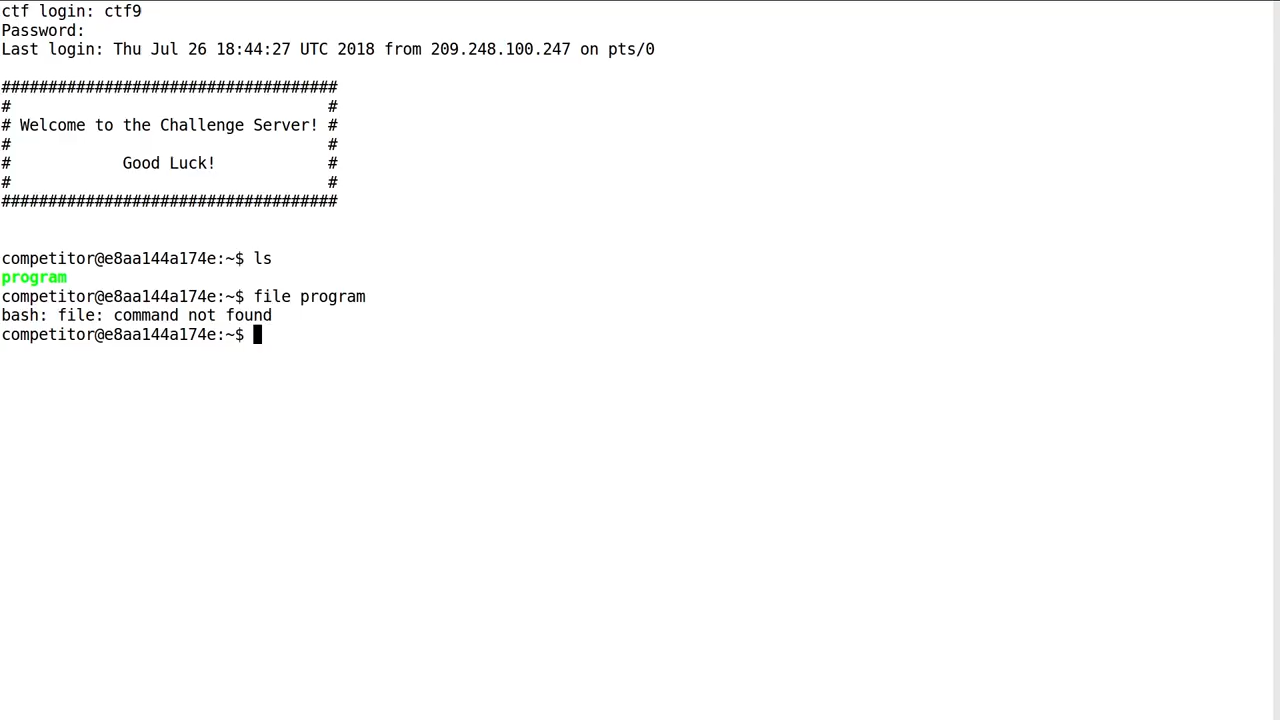 ctf login: ctf9
Password:
Last login: Thu Jul 26 18:44:27 UTC 2018 from 209.248.100.247 on pts/0
####################################
#                                  #
# Welcome to the Challenge Server! #
#                                  #
#            Good Luck!            #
#                                  #
####################################
competitor@e8aa144a174e:~$ ls
program
competitor@e8aa144a174e:~$ file program
bash: file: command not found
competitor@e8aa144a174e:~$